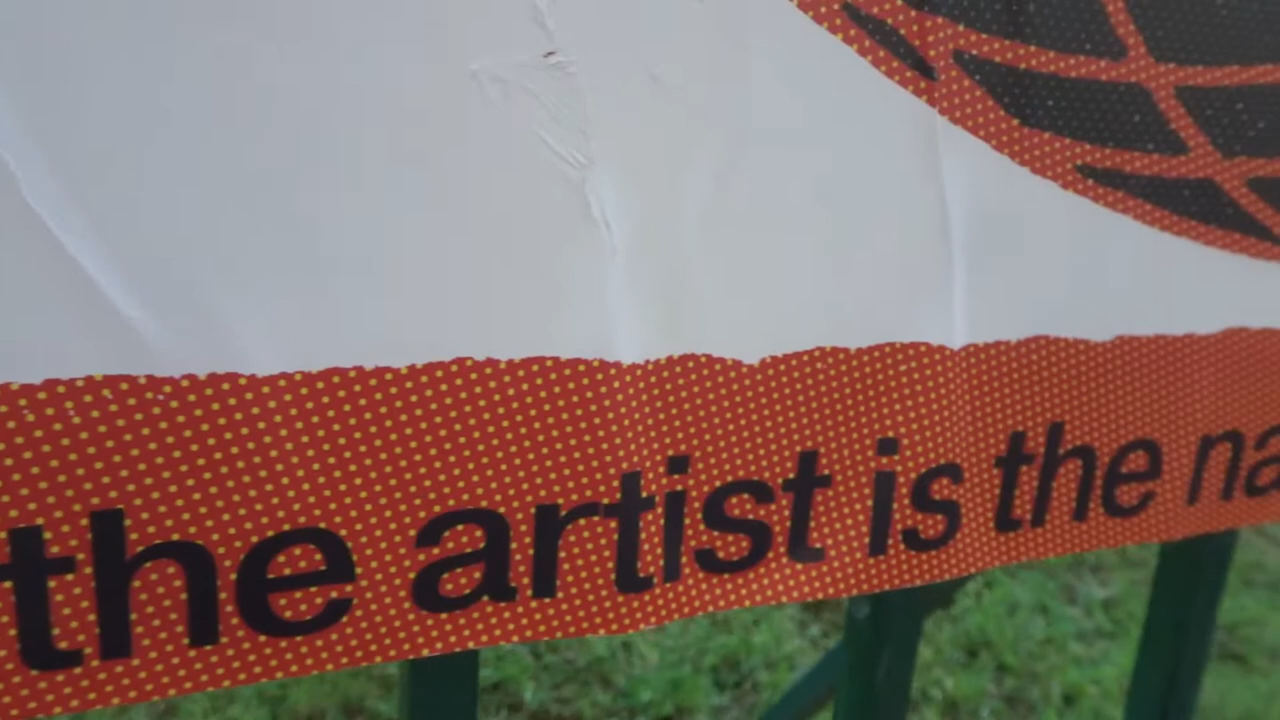 the artist is the na